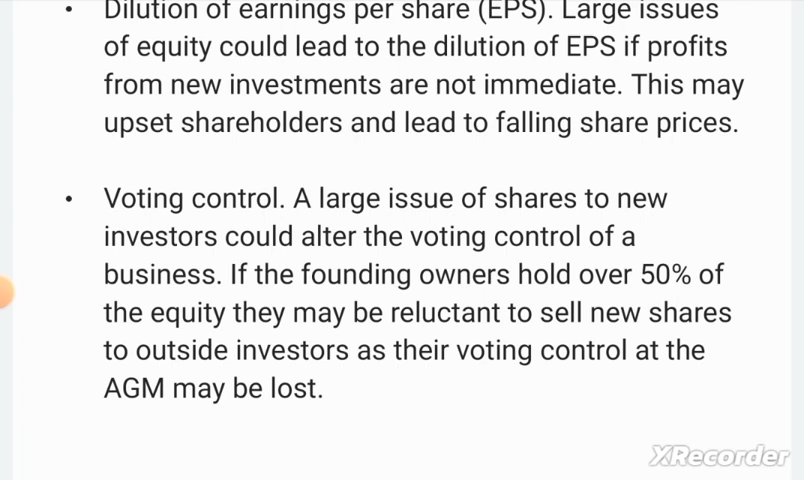 • Dilution of earnings per share (EPS). Large issues
of equity could lead to the dilution of EPS if profits
from new investments are not immediate. This may
upset shareholders and lead to falling share prices.
• Voting control. A large issue of shares to new
investors could alter the voting control of a
business. If the founding owners hold over 50% of
the equity they may be reluctant to sell new shares
to outside investors as their voting control at the
AGM may be lost.
XRecorder